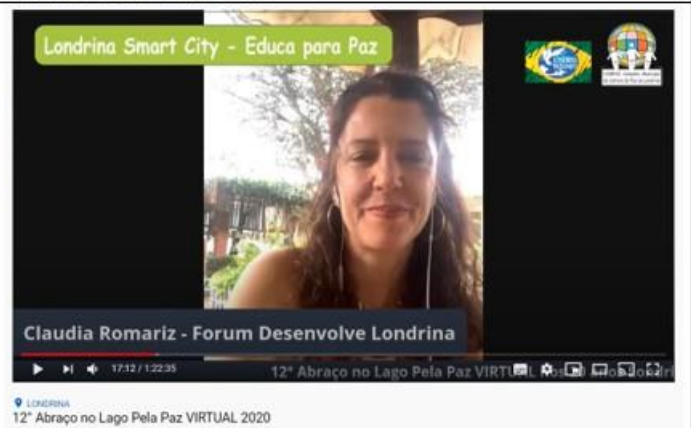 Londrina Smart City - Educa para Paz
Claudia Romariz - Forum Desenvolve Londrina
17:12 / 1:22:35
12° Abraço no Lago Pela Paz VIRTUAL nos
LONDRINA
12° Abraço no Lago Pela Paz VIRTUAL 2020